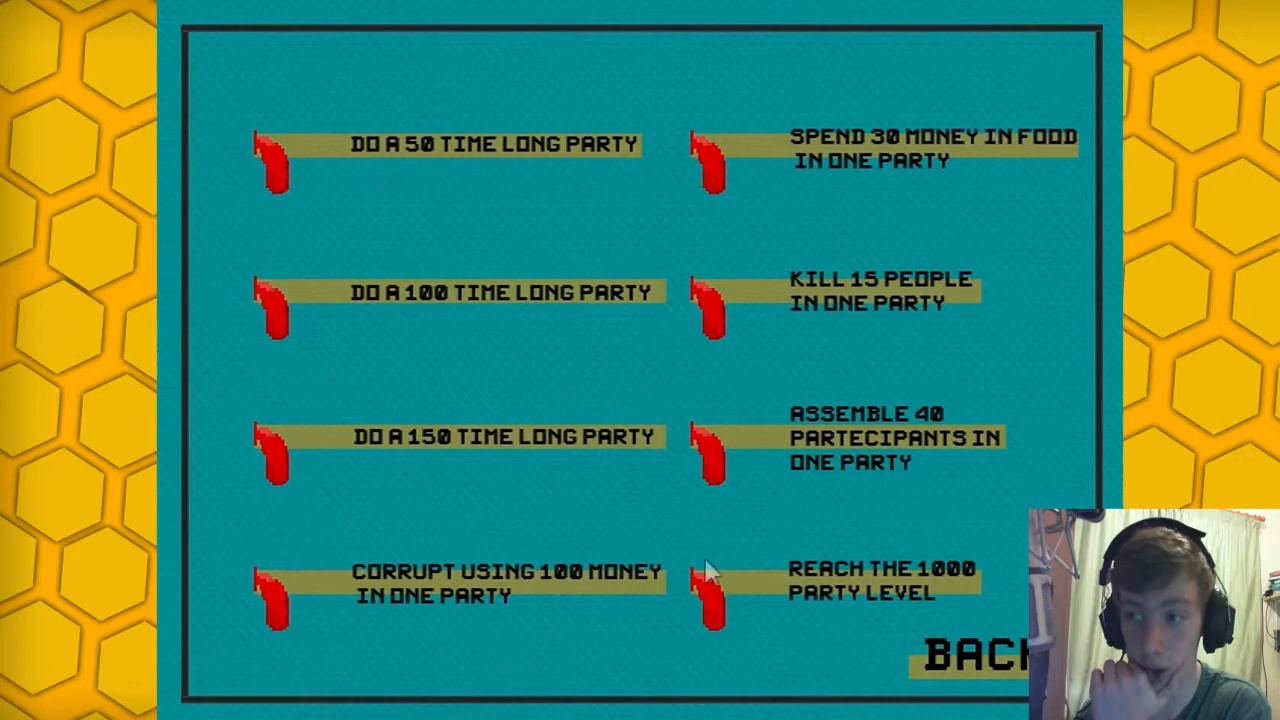 DO A 50 TIME LONG PARTY
DO A 100 TIME LONG PARTY
DO A 150 TIME LONG PARTY
CORRUPT USING 100 MONEY
IN ONE PARTY
SPEND 30 MONEY IN FOOD
IN ONE PARTY
KILL 15 PEOPLE
IN ONE PARTY
ASSEMBLE 40
PARTECIPANTS IN
ONE PARTY
REACH THE 1000
PARTY LEVEL
BACK